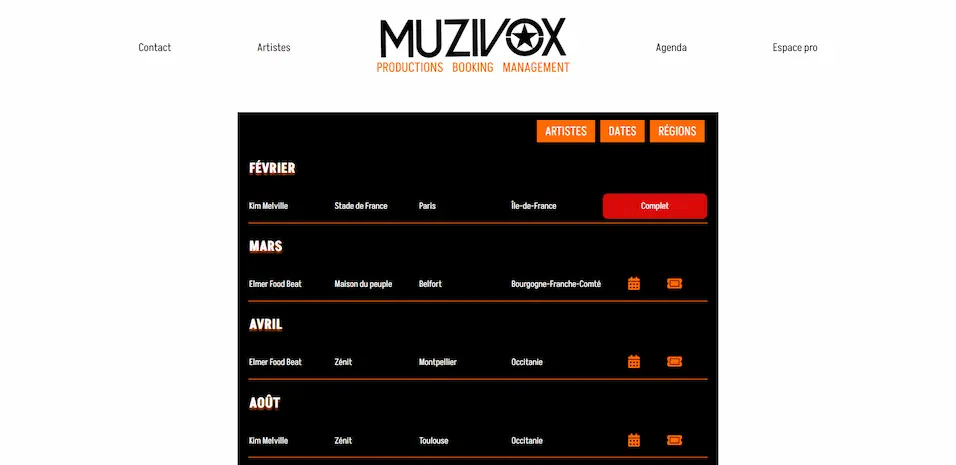 Contact Artistes MUZIVOX Agenda Espace pro
PRODUCTIONS BOOKING MANAGEMENT
ARTISTES DATES RÉGIONS
FÉVRIER
Kim Melville Stade de France Paris Île-de-France Complet
MARS
Elmer Food Beat Maison du peuple Belfort Bourgogne-Franche-Comté
AVRIL
Elmer Food Beat Zénit Montpellier Occitanie
AOÛT
Kim Melville Zénit Toulouse Occitanie